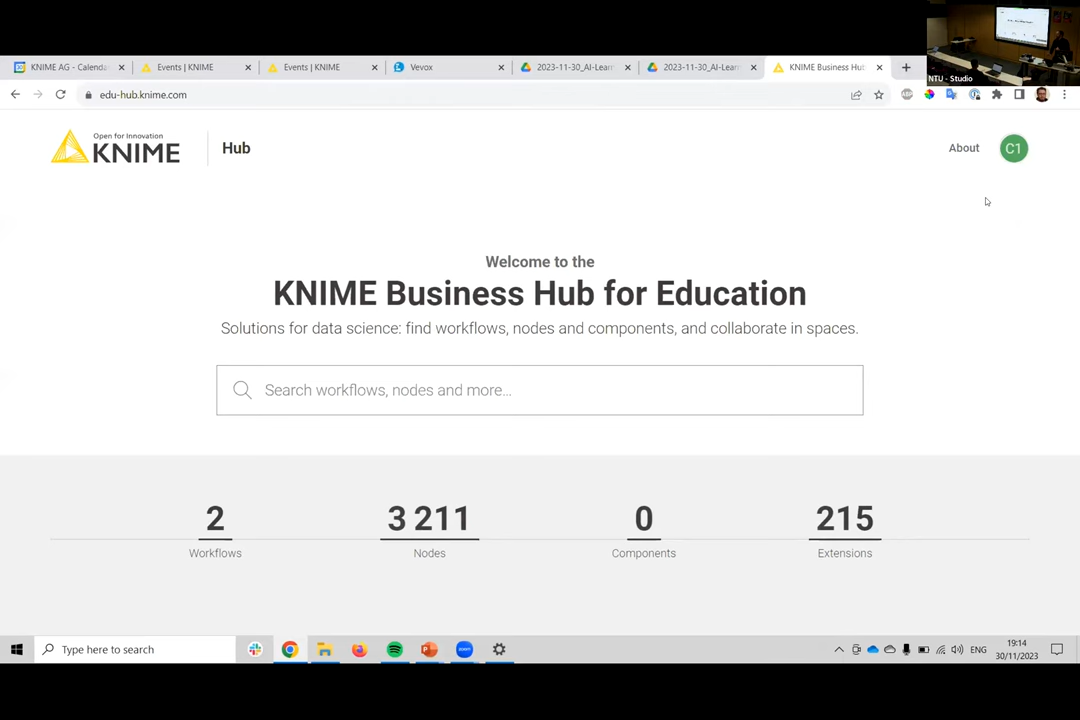 NTU - Studio
KNIME AG - Calenda
Events | KNIME
Events | KNIME
Vevox
2023-11-30_AI-Learn
2023-11-30_AI-Learn
KNIME Business Hub
edu-hub.knime.com
ABP
Open for Innovation
KNIME
Hub
About
C1
Welcome to the
KNIME Business Hub for Education
Solutions for data science: find workflows, nodes and components, and collaborate in spaces.
Search workflows, nodes and more...
2
3 211
0
215
Workflows
Nodes
Components
Extensions
Type here to search
zoom
ENG
19:14
30/11/2023